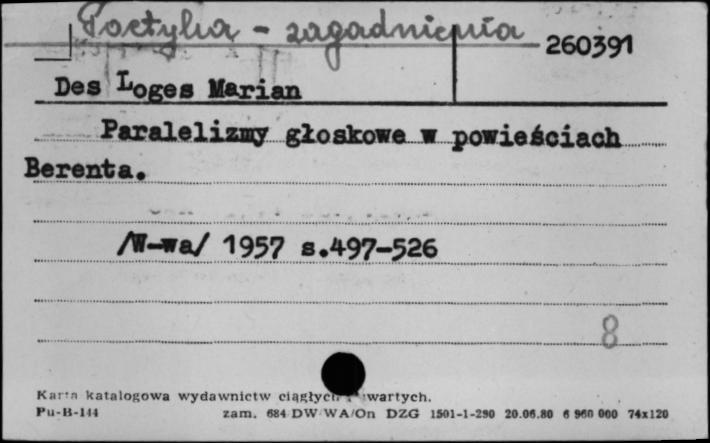 Poetyka - zagadnienia
260391
Des Loges Marian
Paralelizmy głoskowe w powieściach
Berenta.
/W-wa/ 1957 s.497-526
8
Karta katalogowa wydawnictw ciągłych i zwartych.
Pu-B-144 zam. 684 DW WA/On DZG 1501-1-290 20.06.80 6 960 000 74x120